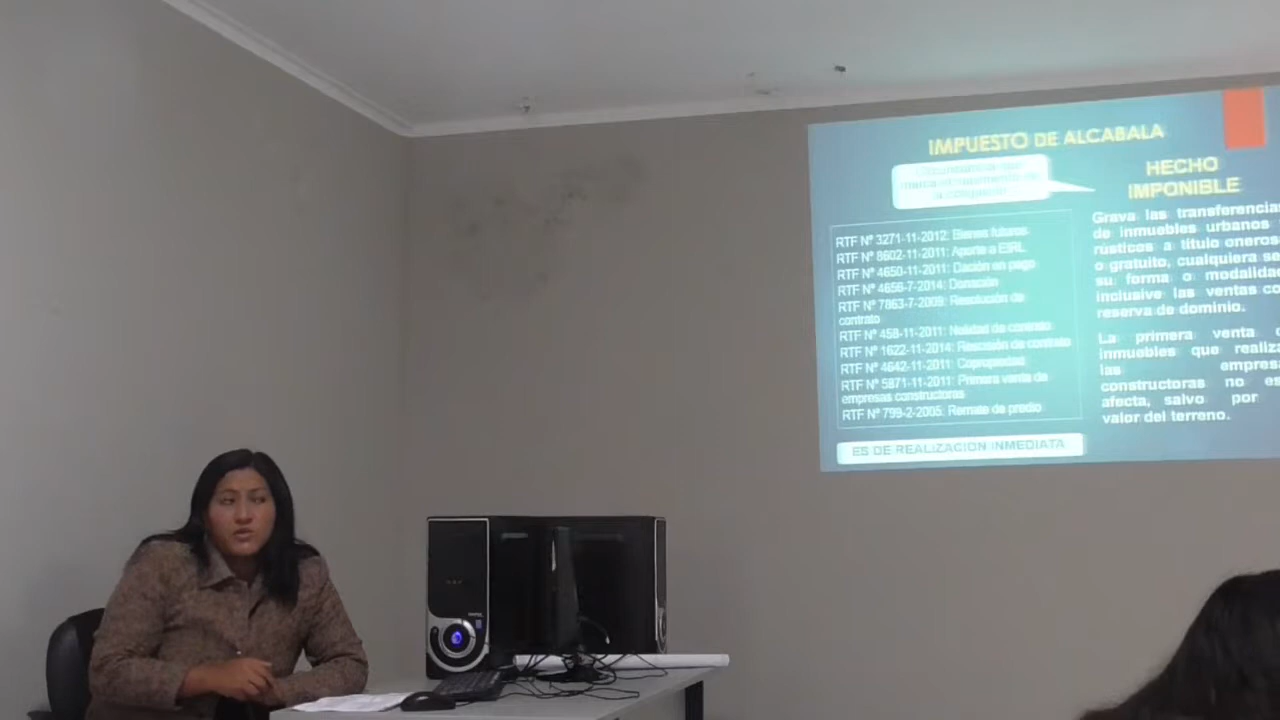 IMPUESTO DE ALCABALA
HECHO
IMPONIBLE
RTF Nº 3271-11-2012: Bienes futuros
RTF Nº 8602-11-2011: Aporte a EIRL
RTF Nº 4650-11-2011: Dación en pago
RTF Nº 4656-7-2014: Donación
RTF Nº 7863-7-2009: Resolución de
contrato
RTF Nº 458-11-2011: Nulidad de contrato
RTF Nº 1622-11-2014: Rescisión de contrato
RTF Nº 4642-11-2011: Copropiedad
RTF Nº 5871-11-2011: Primera venta de
empresas constructoras
RTF Nº 799-2-2005: Remate de predio
ES DE REALIZACION INMEDIATA
Grava las transferencias
de inmuebles urbanos
rústicos a titulo oneros
o gratuito, cualquiera se
su forma o modalidad
inclusive las ventas co
reserva de dominio.
La primera venta
inmuebles que realiza
las empresa
constructoras no es
afecta, salvo por
valor del terreno.